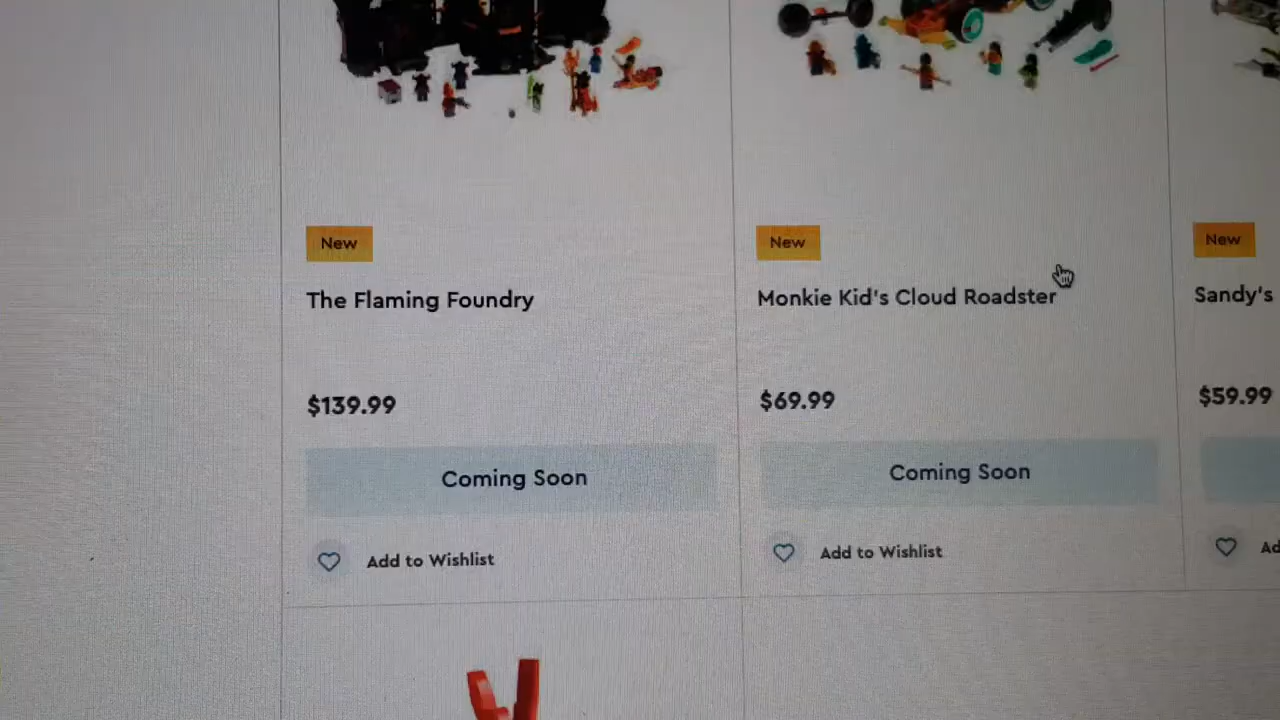 New
The Flaming Foundry
$139.99
Coming Soon
Add to Wishlist
New
Monkie Kid's Cloud Roadster
$69.99
Coming Soon
Add to Wishlist
New
Sandy's
$59.99